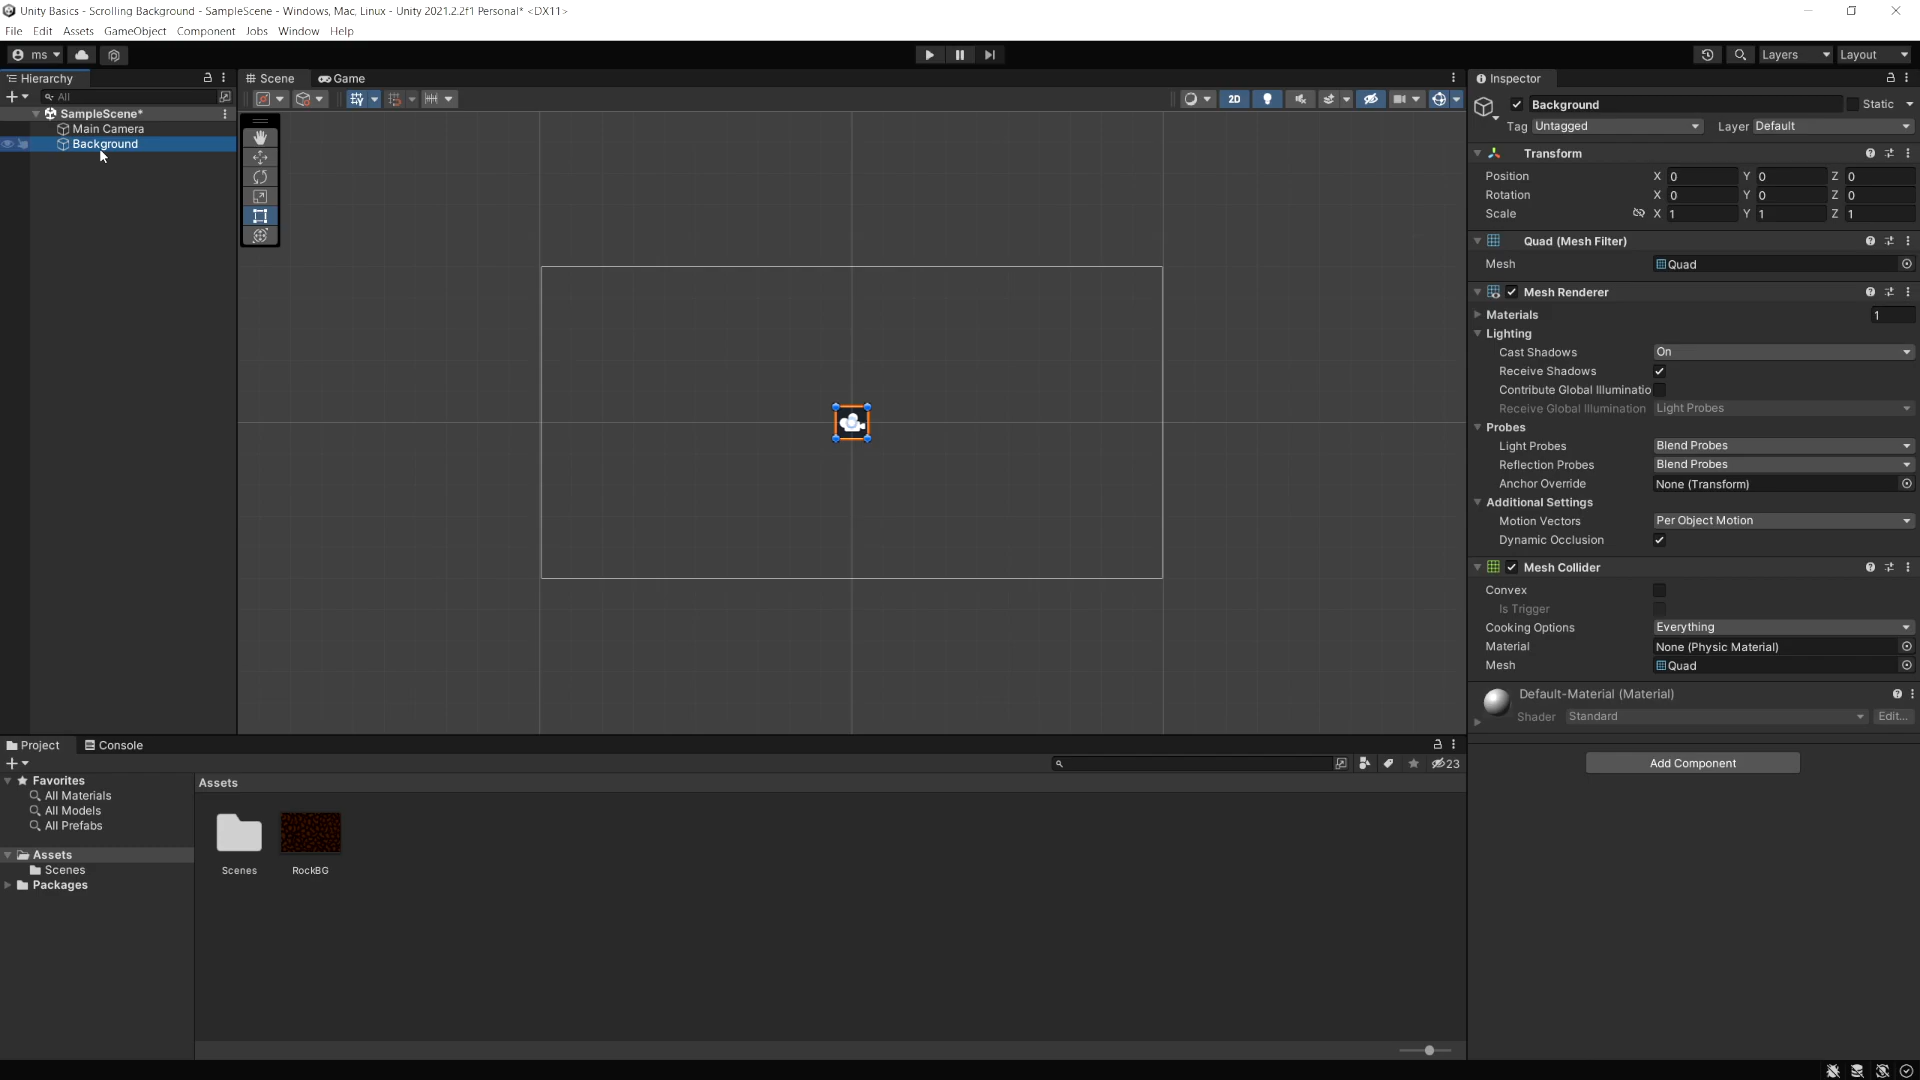 Unity Basics - Scrolling Background - SampleScene - Windows, Mac, Linux - Unity 2021.2.2f1 Personal* <DX11>
File Edit Assets GameObject Component Jobs Window Help
ms Layers Layout
Hierarchy
All
SampleScene*
Main Camera
Background
Scene Game
2D
Inspector
Background Static
Tag Untagged Layer Default
Transform
Position X 0 Y 0 Z 0
Rotation X 0 Y 0 Z 0
Scale X 1 Y 1 Z 1
Quad (Mesh Filter)
Mesh Quad
Mesh Renderer
Materials 1
Lighting
Cast Shadows On
Receive Shadows
Contribute Global Illuminatio
Receive Global Illumination Light Probes
Probes
Light Probes Blend Probes
Reflection Probes Blend Probes
Anchor Override None (Transform)
Additional Settings
Motion Vectors Per Object Motion
Dynamic Occlusion
Mesh Collider
Convex
Is Trigger
Cooking Options Everything
Material None (Physic Material)
Mesh Quad
Default-Material (Material)
Shader Standard Edit...
Add Component
Project Console
23
Favorites
All Materials
All Models
All Prefabs
Assets
Scenes
Packages
Assets
Scenes RockBG